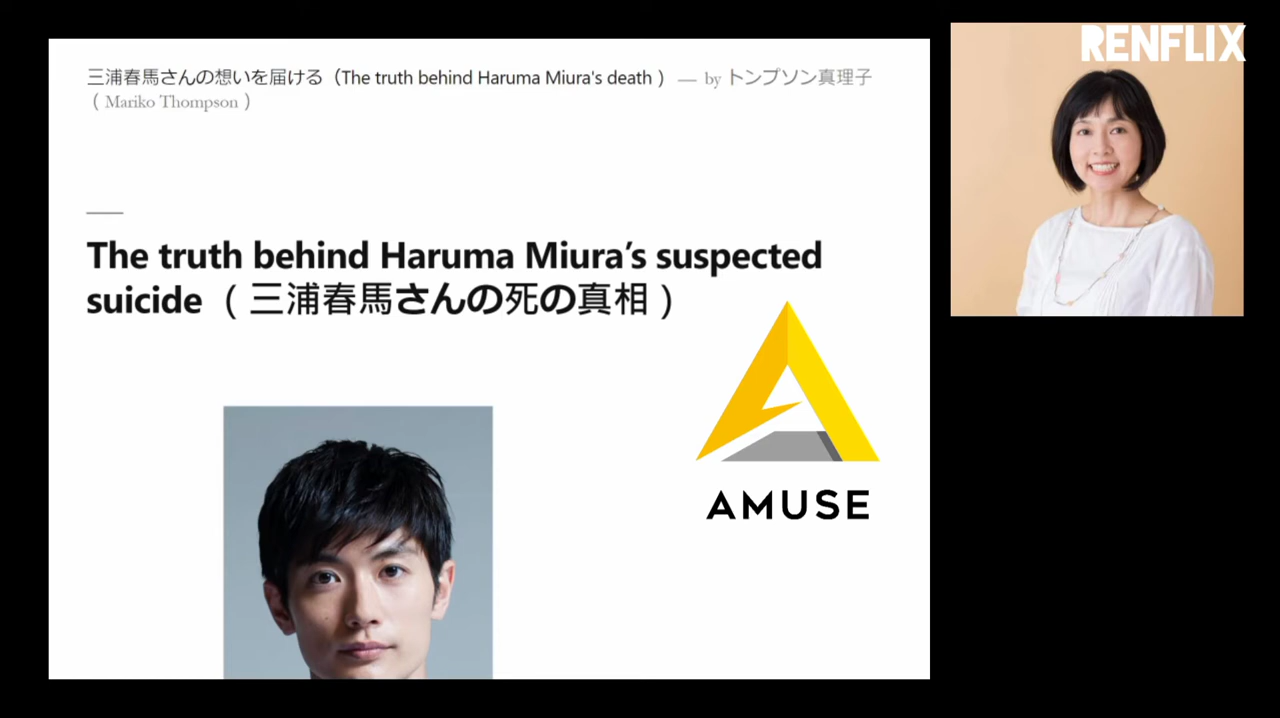 三浦春馬さんの想いを届ける（The truth behind Haruma Miura's death ） — by トンプソン真理子
（ Mariko Thompson ）
RENFLIX
The truth behind Haruma Miura’s suspected
suicide （三浦春馬さんの死の真相）
AMUSE